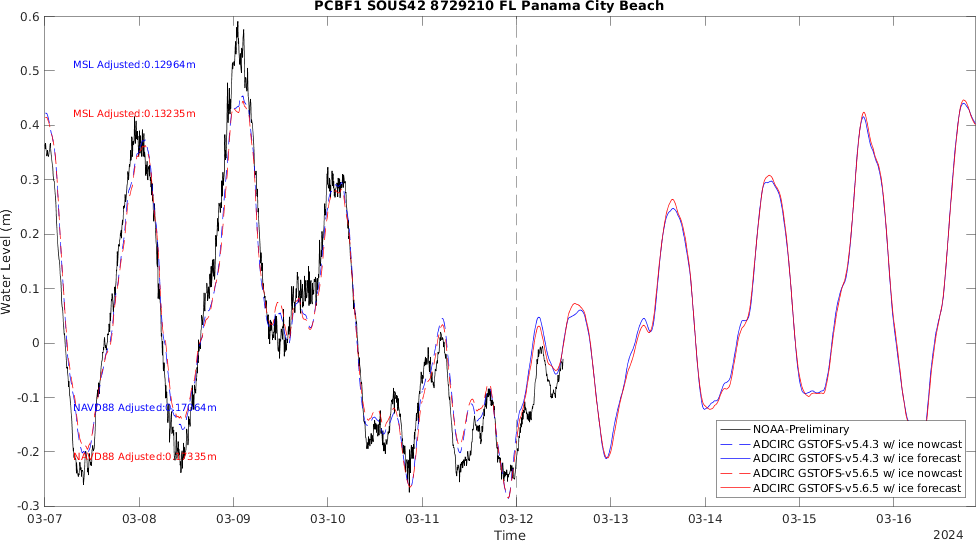 PCBF1 SOUS42 8729210 FL Panama City Beach
0.6
0.5
0.4
0.3
0.2
0.1
0
-0.1
-0.2
-0.3
Water Level (m)
MSL Adjusted:0.12964m
MSL Adjusted:0.13235m
NAVD88 Adjusted:0.17064m
NAVD88 Adjusted:0.17335m
NOAA-Preliminary
ADCIRC GSTOFS-v5.4.3 w/ ice nowcast
ADCIRC GSTOFS-v5.4.3 w/ ice forecast
ADCIRC GSTOFS-v5.6.5 w/ ice nowcast
ADCIRC GSTOFS-v5.6.5 w/ ice forecast
03-07 03-08 03-09 03-10 03-11 03-12 03-13 03-14 03-15 03-16
Time
2024